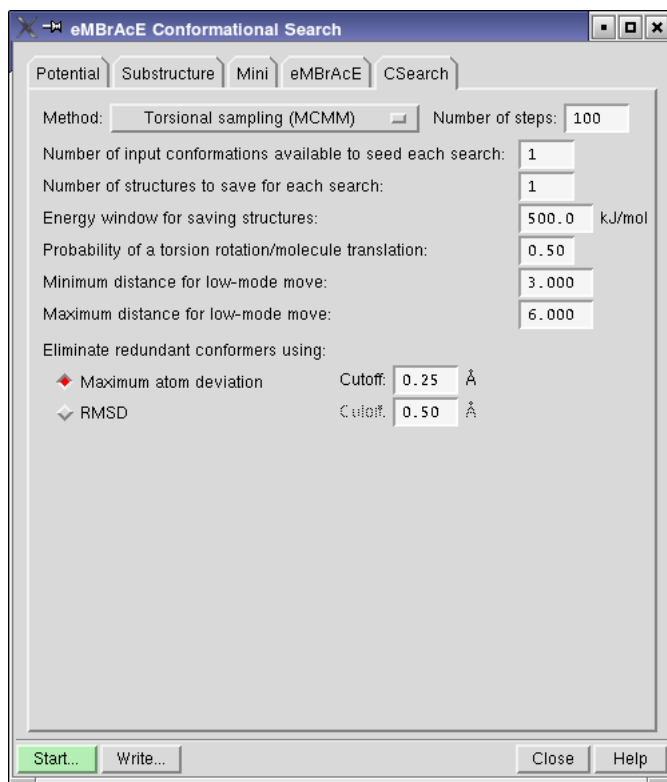 eMBrAcE Conformational Search
Potential Substructure Mini eMBrAcE CSearch
Method: Torsional sampling (MCMM) Number of steps: 100
Number of input conformations available to seed each search: 1
Number of structures to save for each search: 1
Energy window for saving structures: 500.0 kJ/mol
Probability of a torsion rotation/molecule translation: 0.50
Minimum distance for low-mode move: 3.000
Maximum distance for low-mode move: 6.000
Eliminate redundant conformers using:
Maximum atom deviation Cutoff: 0.25 Å
RMSD Cutoff: 0.50 Å
Start... Write... Close Help